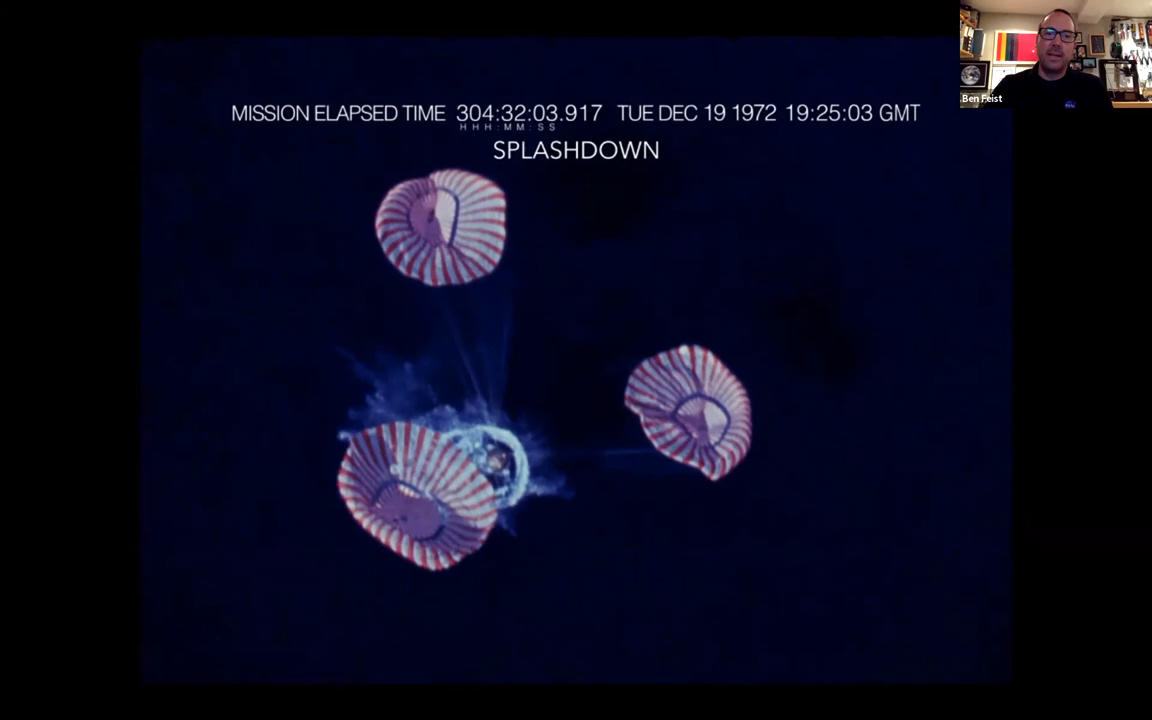 MISSION ELAPSED TIME 304:32:03.917 TUE DEC 19 1972 19:25:03 GMT
HHH:MM:SS
SPLASHDOWN
Ben Feist